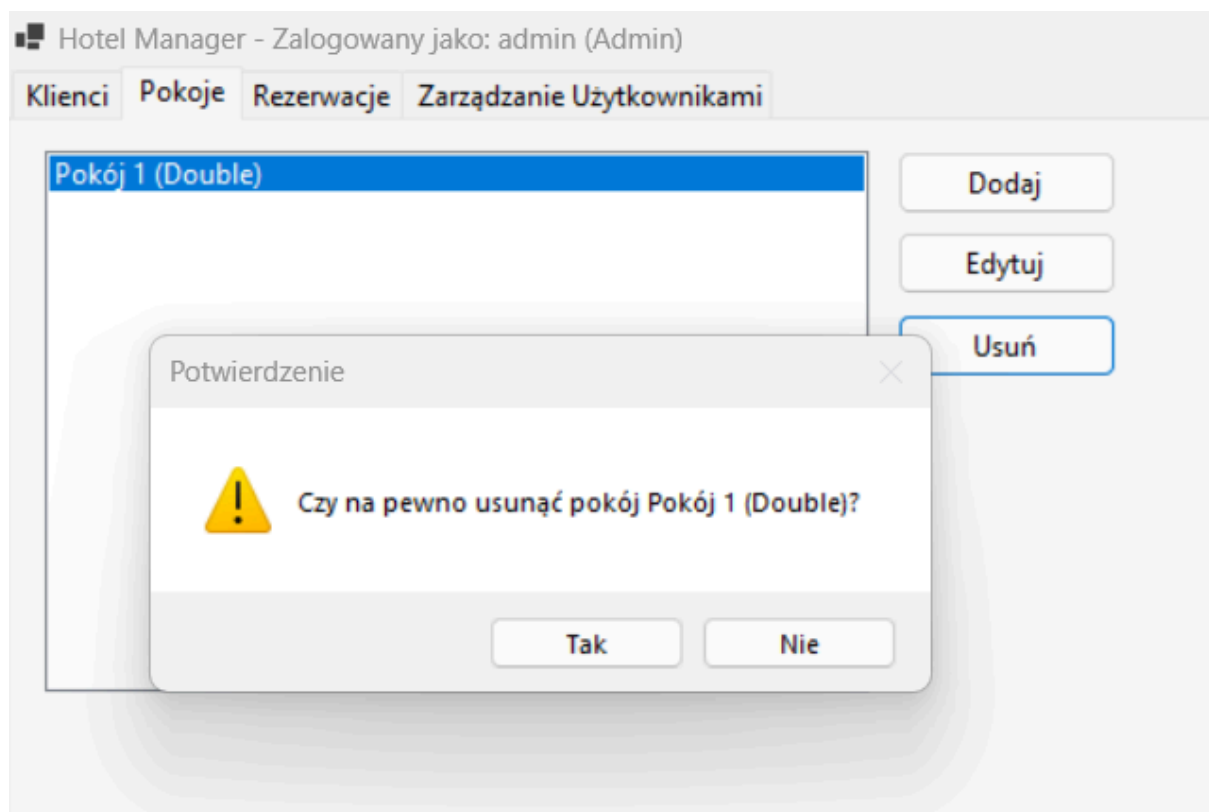 Hotel Manager - Zalogowany jako: admin (Admin)
Klienci Pokoje Rezerwacje Zarządzanie Użytkownikami
Pokój 1 (Double)
Dodaj
Edytuj
Usuń
Potwierdzenie
Czy na pewno usunąć pokój Pokój 1 (Double)?
Tak Nie